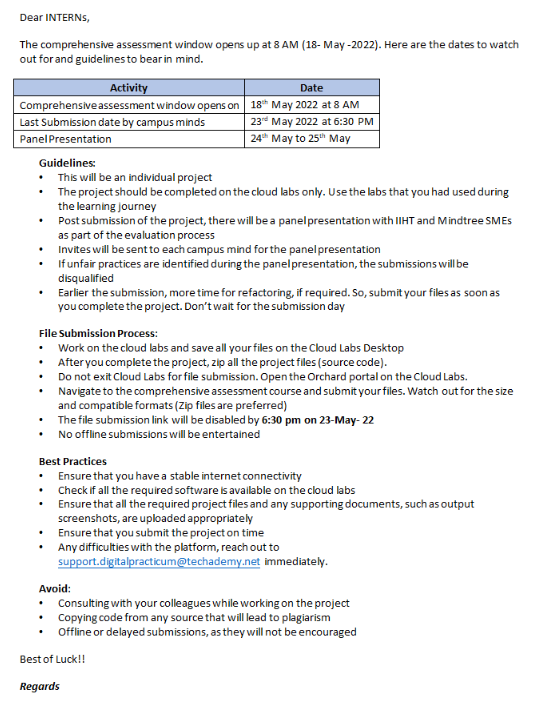 Dear INTERNs,
The comprehensive assessment window opens up at 8 AM (18- May -2022). Here are the dates to watch
out for and guidelines to bear in mind.
Activity Date
Comprehensive assessment window opens on 18th May 2022 at 8 AM
Last Submission date by campus minds 23rd May 2022 at 6:30 PM
Panel Presentation 24th May to 25th May
Guidelines:
• This will be an individual project
• The project should be completed on the cloud labs only. Use the labs that you had used during
the learning journey
• Post submission of the project, there will be a panel presentation with IIHT and Mindtree SMEs
as part of the evaluation process
• Invites will be sent to each campus mind for the panel presentation
• If unfair practices are identified during the panel presentation, the submissions will be
disqualified
• Earlier the submission, more time for refactoring, if required. So, submit your files as soon as
you complete the project. Don't wait for the submission day
File Submission Process:
• Work on the cloud labs and save all your files on the Cloud Labs Desktop
• After you complete the project, zip all the project files (source code).
• Do not exit Cloud Labs for file submission. Open the Orchard portal on the Cloud Labs.
• Navigate to the comprehensive assessment course and submit your files. Watch out for the size
and compatible formats (Zip files are preferred)
• The file submission link will be disabled by 6:30 pm on 23-May- 22
• No offline submissions will be entertained
Best Practices
• Ensure that you have a stable internet connectivity
• Check if all the required software is available on the cloud labs
• Ensure that all the required project files and any supporting documents, such as output
screenshots, are uploaded appropriately
• Ensure that you submit the project on time
• Any difficulties with the platform, reach out to
support.digitalpracticum@techademy.net immediately.
Avoid:
• Consulting with your colleagues while working on the project
• Copying code from any source that will lead to plagiarism
• Offline or delayed submissions, as they will not be encouraged
Best of Luck!!
Regards